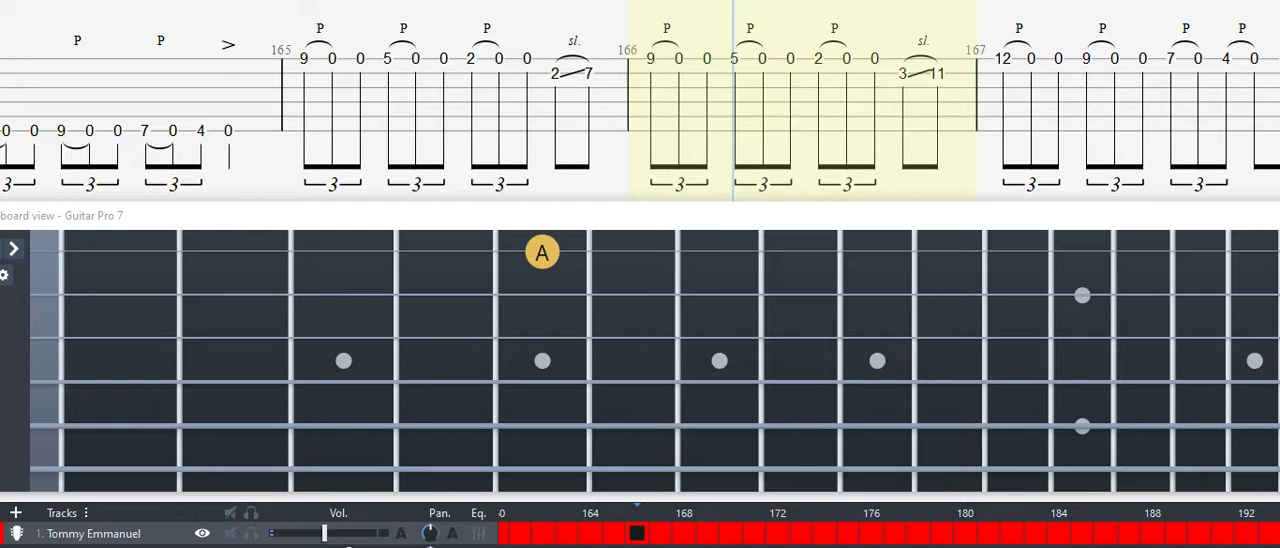 P P P P P P P P P P P P
> sl. sl.
165 166 167
9 0 0 5 0 0 2 0 0 9 0 0 5 0 0 2 0 0 12 0 0 9 0 0 7 0 4 0
2 7 3 11
0 0 9 0 0 7 0 4 0
3 3 3 3 3 3 3 3 3 3 3 3
board view - Guitar Pro 7
A
Tracks Vol. Pan. Eq. 164 168 172 176 180 184 188 192
1. Tommy Emmanuel A A